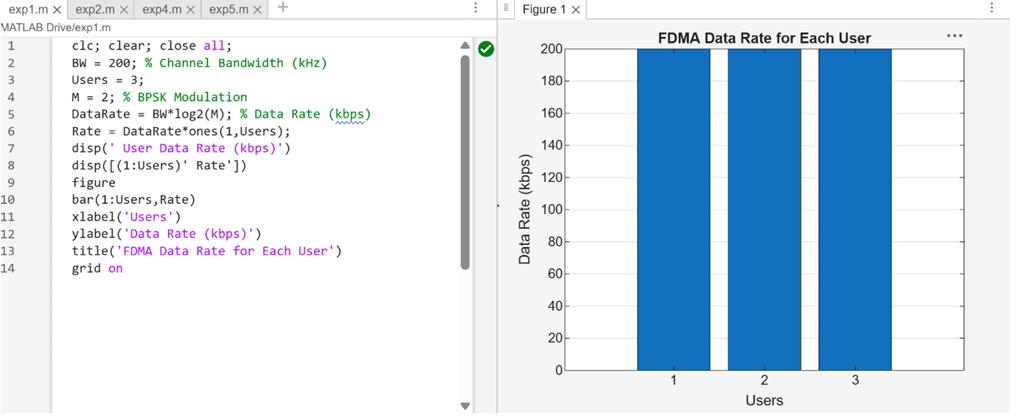 exp1.m × exp2.m × exp4.m × exp5.m × +
MATLAB Drive/exp1.m
1 clc; clear; close all;
2 BW = 200; % Channel Bandwidth (kHz)
3 Users = 3;
4 M = 2; % BPSK Modulation
5 DataRate = BW*log2(M); % Data Rate (kbps)
6 Rate = DataRate*ones(1,Users);
7 disp(' User Data Rate (kbps)')
8 disp([(1:Users)' Rate'])
9 figure
10 bar(1:Users,Rate)
11 xlabel('Users')
12 ylabel('Data Rate (kbps)')
13 title('FDMA Data Rate for Each User')
14 grid on
Figure 1 ×
FDMA Data Rate for Each User
Data Rate (kbps)
200
180
160
140
120
100
80
60
40
20
0
1 2 3
Users